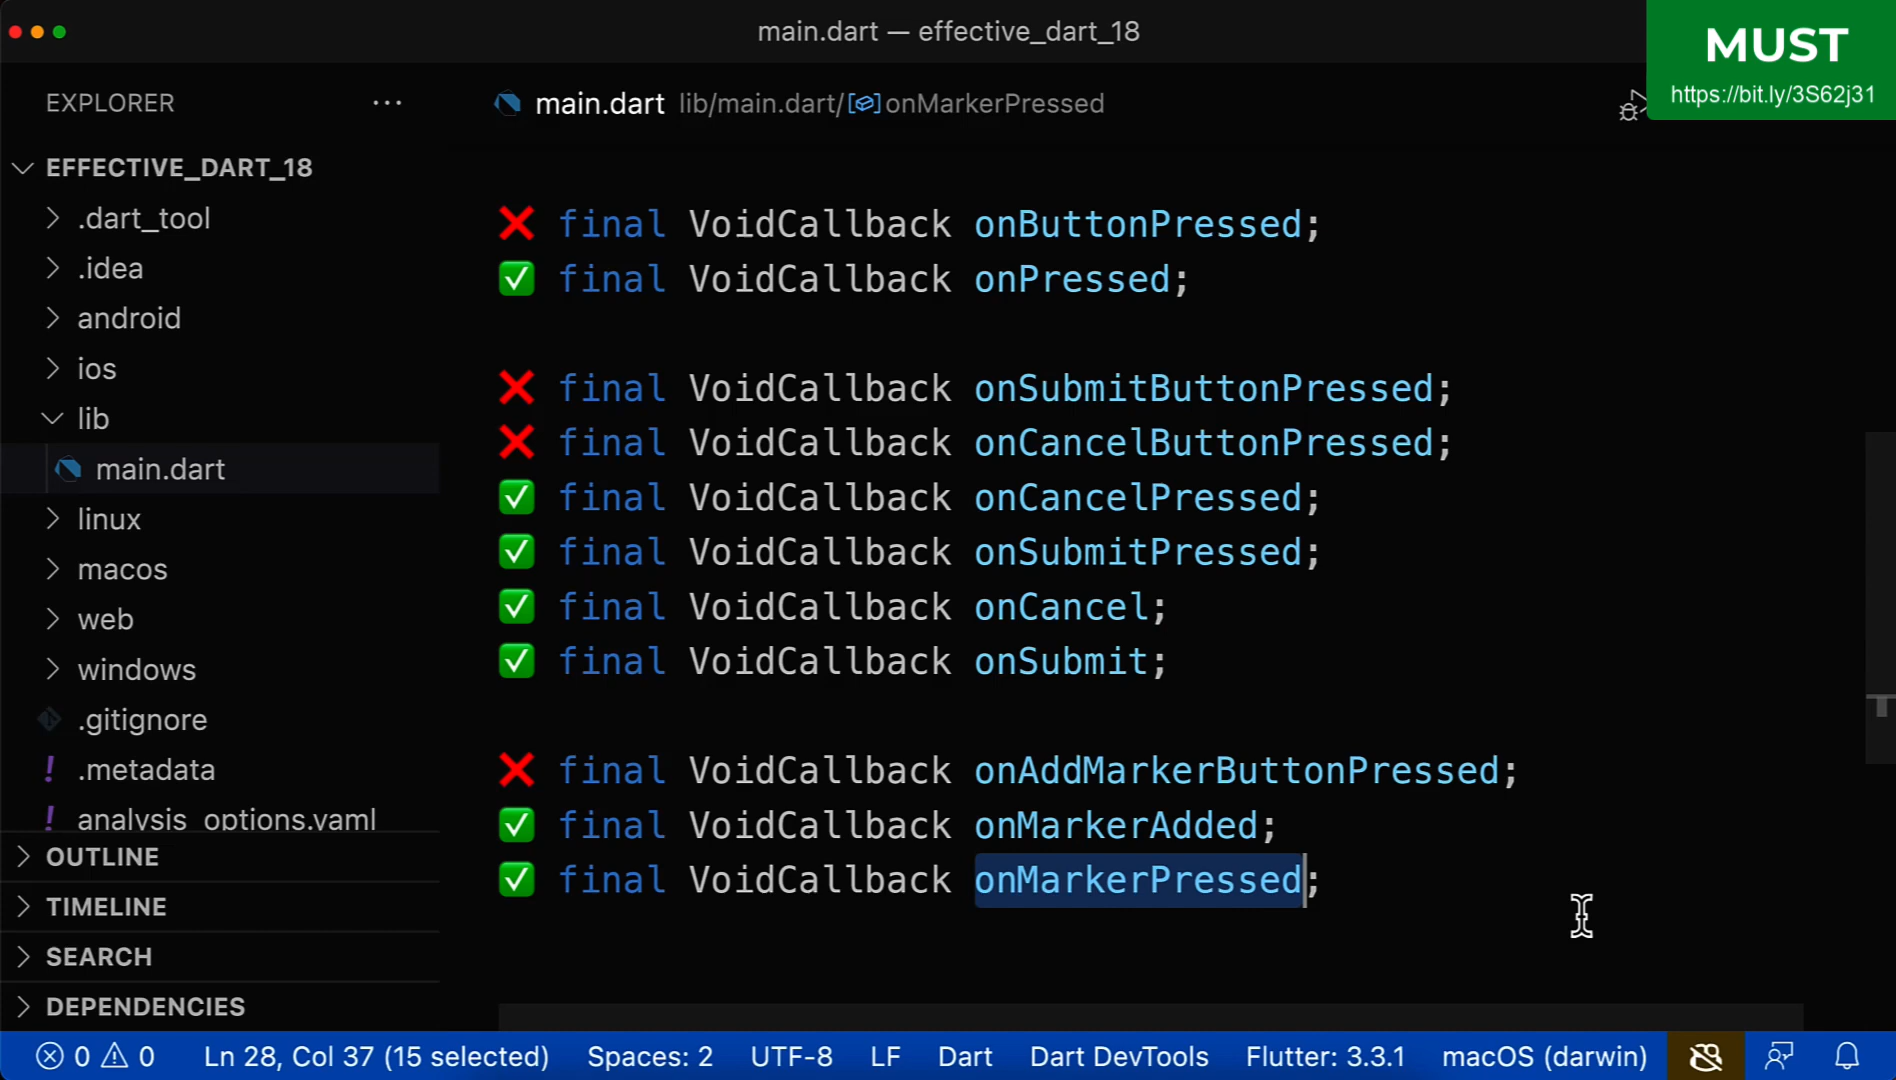 main.dart — effective_dart_18
MUST
https://bit.ly/3S62j31
EXPLORER
main.dart lib/main.dart/ onMarkerPressed
EFFECTIVE_DART_18
.dart_tool
.idea
android
ios
lib
main.dart
linux
macos
web
windows
.gitignore
! .metadata
! analysis_options.yaml
OUTLINE
TIMELINE
SEARCH
DEPENDENCIES
❌ final VoidCallback onButtonPressed;
✅ final VoidCallback onPressed;
❌ final VoidCallback onSubmitButtonPressed;
❌ final VoidCallback onCancelButtonPressed;
✅ final VoidCallback onCancelPressed;
✅ final VoidCallback onSubmitPressed;
✅ final VoidCallback onCancel;
✅ final VoidCallback onSubmit;
❌ final VoidCallback onAddMarkerButtonPressed;
✅ final VoidCallback onMarkerAdded;
✅ final VoidCallback onMarkerPressed;
0 0 Ln 28, Col 37 (15 selected) Spaces: 2 UTF-8 LF Dart Dart DevTools Flutter: 3.3.1 macOS (darwin)